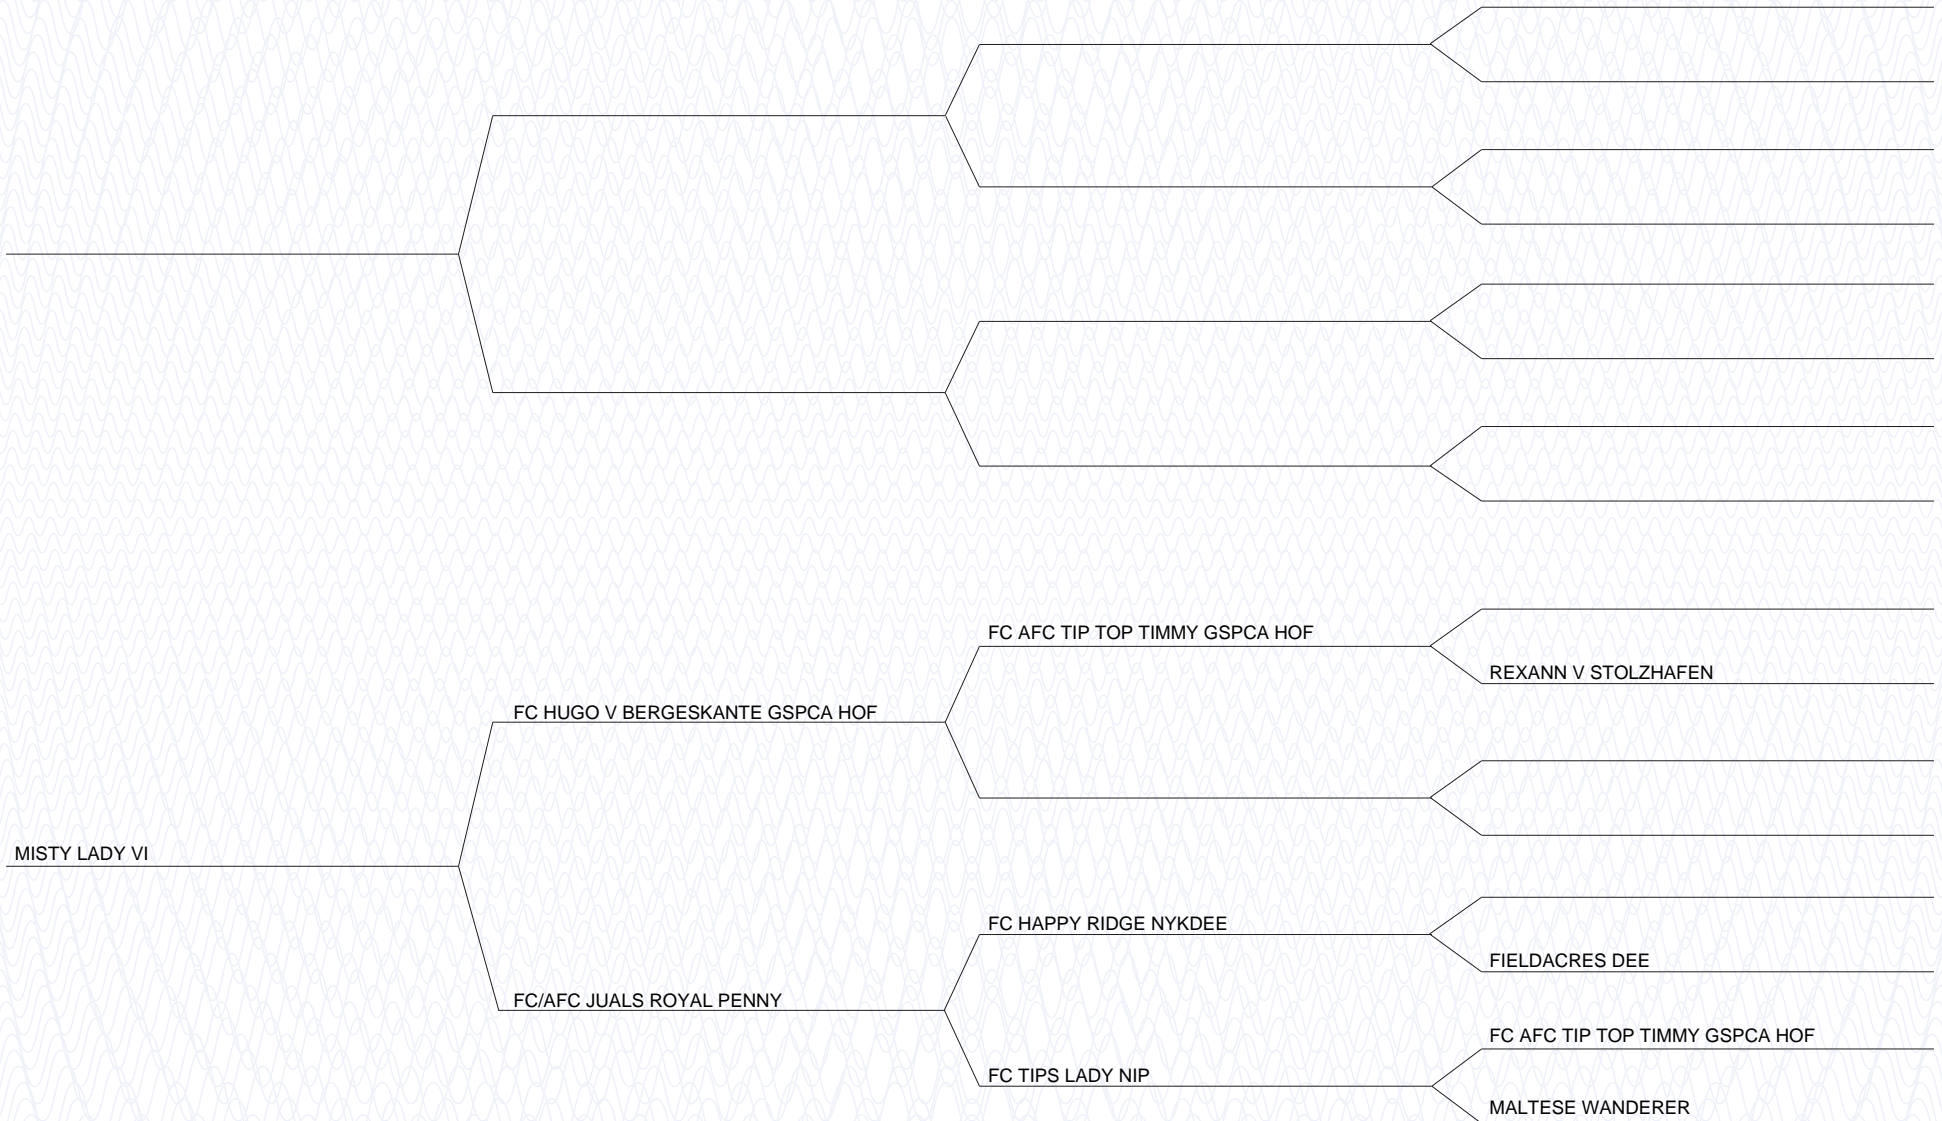 FC AFC TIP TOP TIMMY GSPCA HOF
REXANN V STOLZHAFEN
FC HUGO V BERGESKANTE GSPCA HOF
MISTY LADY VI
FC HAPPY RIDGE NYKDEE
FIELDACRES DEE
FC/AFC JUALS ROYAL PENNY
FC AFC TIP TOP TIMMY GSPCA HOF
FC TIPS LADY NIP
MALTESE WANDERER